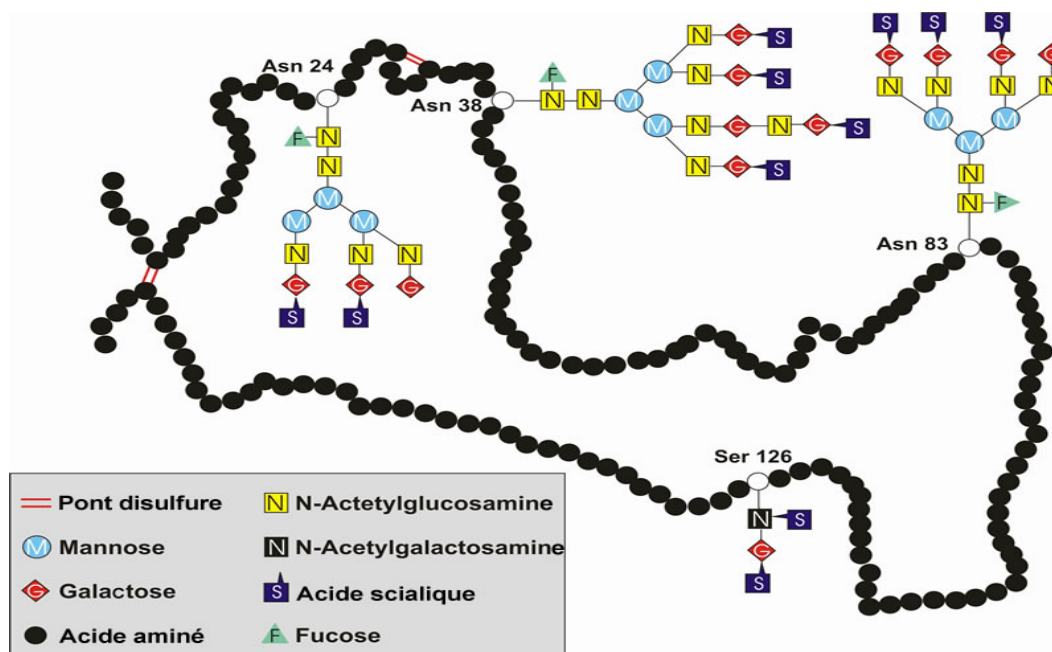 S S S
G G G G
N G S
N N N N
Asn 24
F
M N G S
M M M
Asn 38
N N M
M N G N G S
M
F N
N G S
N
N
N F
M
Asn 83
M M
N N N
G G G
S S
Ser 126
N S
G
S
Pont disulfure
N N-Actetylglucosamine
M Mannose
N N-Acetylgalactosamine
G Galactose
S Acide scialique
Acide aminé
F Fucose